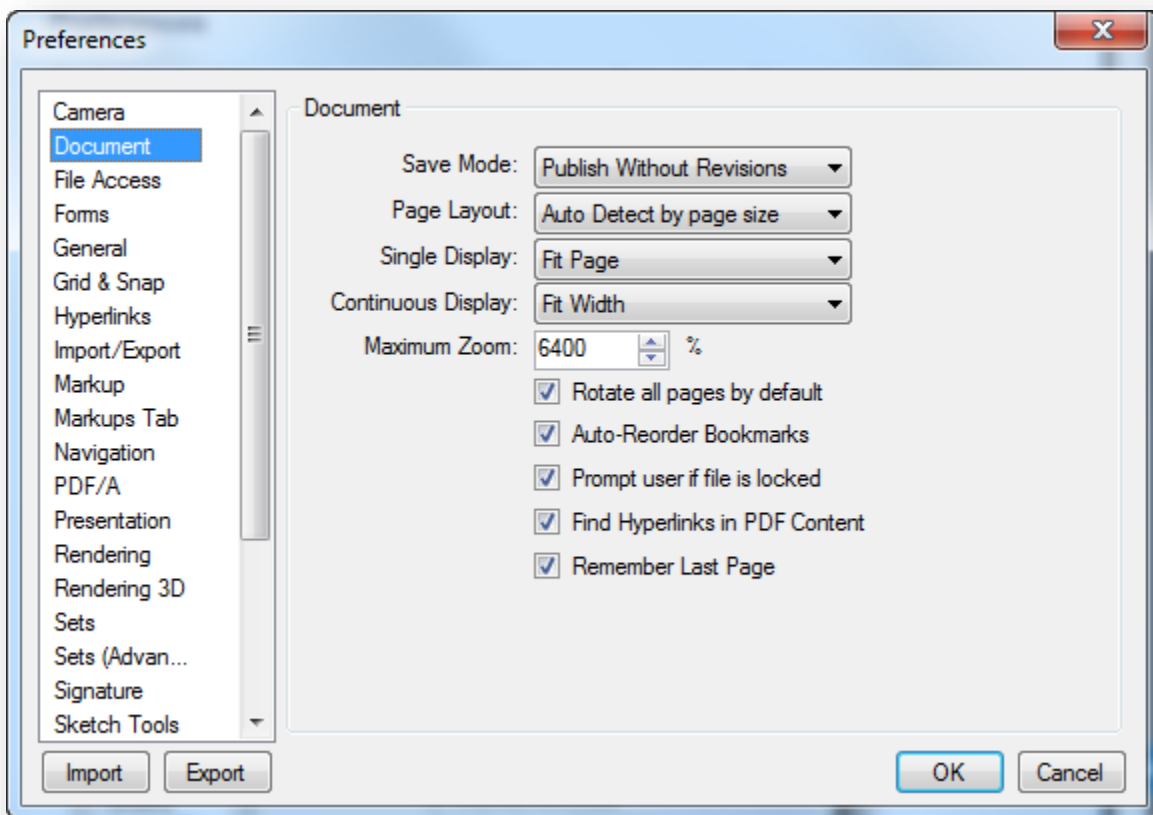 Preferences
Camera
Document
File Access
Forms
General
Grid & Snap
Hyperlinks
Import/Export
Markup
Markups Tab
Navigation
PDF/A
Presentation
Rendering
Rendering 3D
Sets
Sets (Advan...
Signature
Sketch Tools
Import
Export
Document
Save Mode: Publish Without Revisions
Page Layout: Auto Detect by page size
Single Display: Fit Page
Continuous Display: Fit Width
Maximum Zoom: 6400 %
Rotate all pages by default
Auto-Reorder Bookmarks
Prompt user if file is locked
Find Hyperlinks in PDF Content
Remember Last Page
OK
Cancel